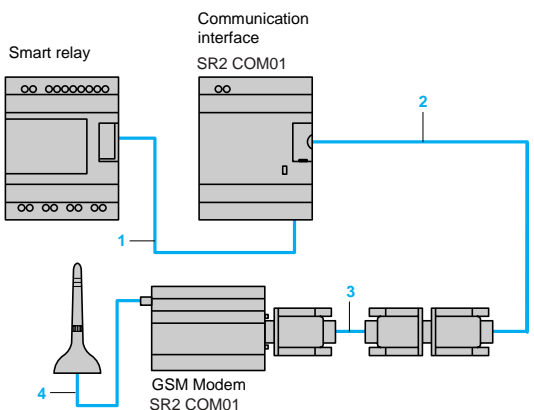 Communication
interface
Smart relay
SR2 COM01
2
1
3
4
GSM Modem
SR2 COM01